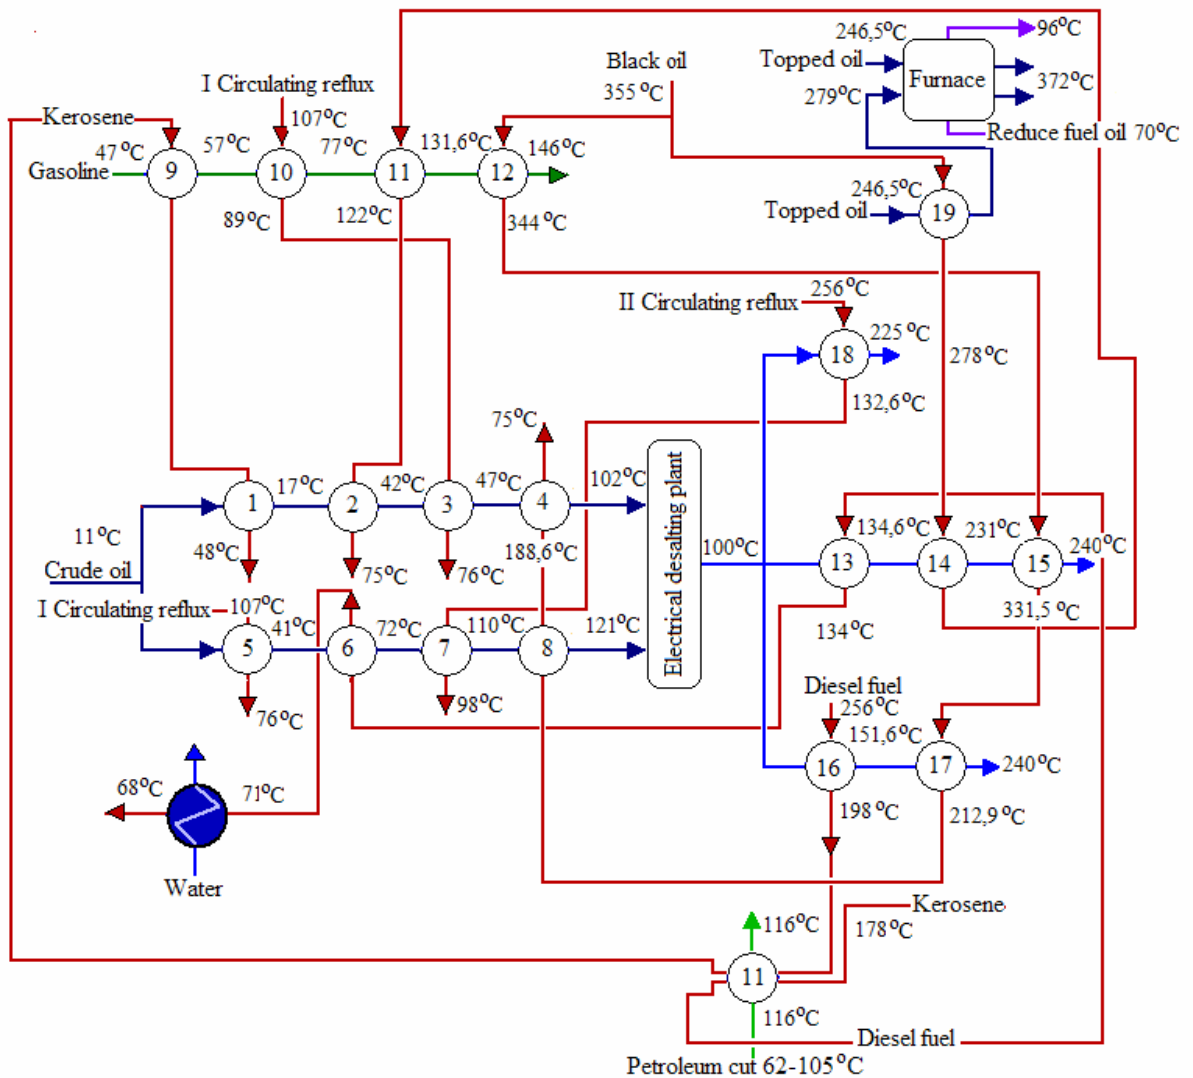 246,5°C
96°C
Topped oil
Furnace
279°C
372°C
Reduce fuel oil 70°C
Black oil
355°C
I Circulating reflux
107°C
Kerosene
47°C
57°C
77°C
131,6°C
146°C
Gasoline
9
10
11
12
89°C
122°C
344°C
246,5°C
Topped oil
19
II Circulating reflux
256°C
225°C
18
278°C
132,6°C
75°C
17°C
42°C
47°C
102°C
1
2
3
4
11°C
48°C
75°C
76°C
188,6°C
Electrical desalting plant
100°C
134,6°C
231°C
240°C
13
14
15
Crude oil
I Circulating reflux
107°C
41°C
72°C
110°C
121°C
5
6
7
8
134°C
331,5°C
76°C
98°C
Diesel fuel
256°C
151,6°C
16
17
240°C
68°C
71°C
198°C
212,9°C
Water
Kerosene
116°C
178°C
11
116°C
Diesel fuel
Petroleum cut 62-105°C